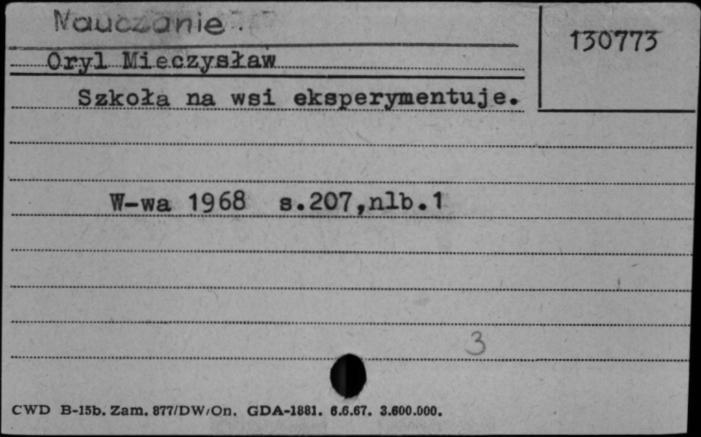 Nauczanie.
130773
Oryl Mieczysław
Szkoła na wsi eksperymentuje.
W-wa 1968 s.207,nlb.1
3
CWD B-15b. Zam. 877/DW/On. GDA-1881. 6.6.67. 3.600.000.